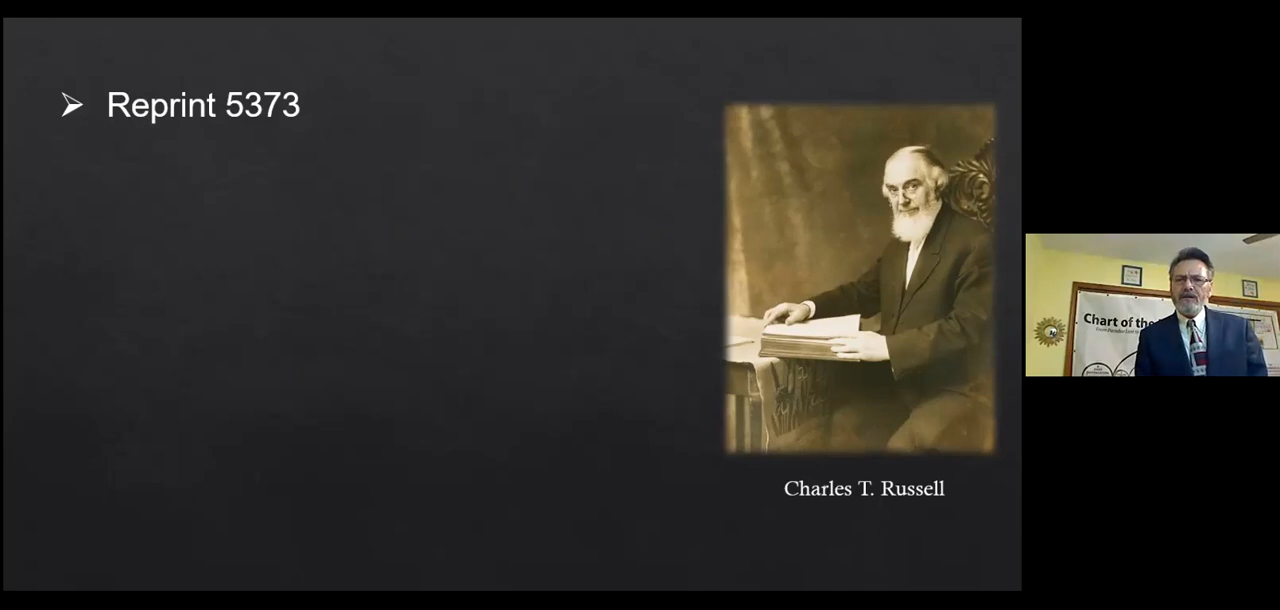 Reprint 5373
Charles T. Russell
Chart of the